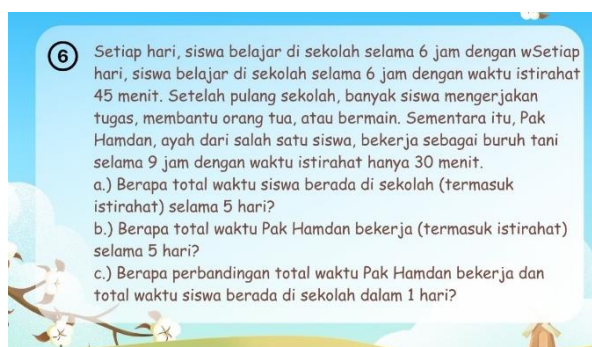 6
Setiap hari, siswa belajar di sekolah selama 6 jam dengan wSetiap
hari, siswa belajar di sekolah selama 6 jam dengan waktu istirahat
45 menit. Setelah pulang sekolah, banyak siswa mengerjakan
tugas, membantu orang tua, atau bermain. Sementara itu, Pak
Hamdan, ayah dari salah satu siswa, bekerja sebagai buruh tani
selama 9 jam dengan waktu istirahat hanya 30 menit.
a.) Berapa total waktu siswa berada di sekolah (termasuk
istirahat) selama 5 hari?
b.) Berapa total waktu Pak Hamdan bekerja (termasuk istirahat)
selama 5 hari?
c.) Berapa perbandingan total waktu Pak Hamdan bekerja dan
total waktu siswa berada di sekolah dalam 1 hari?